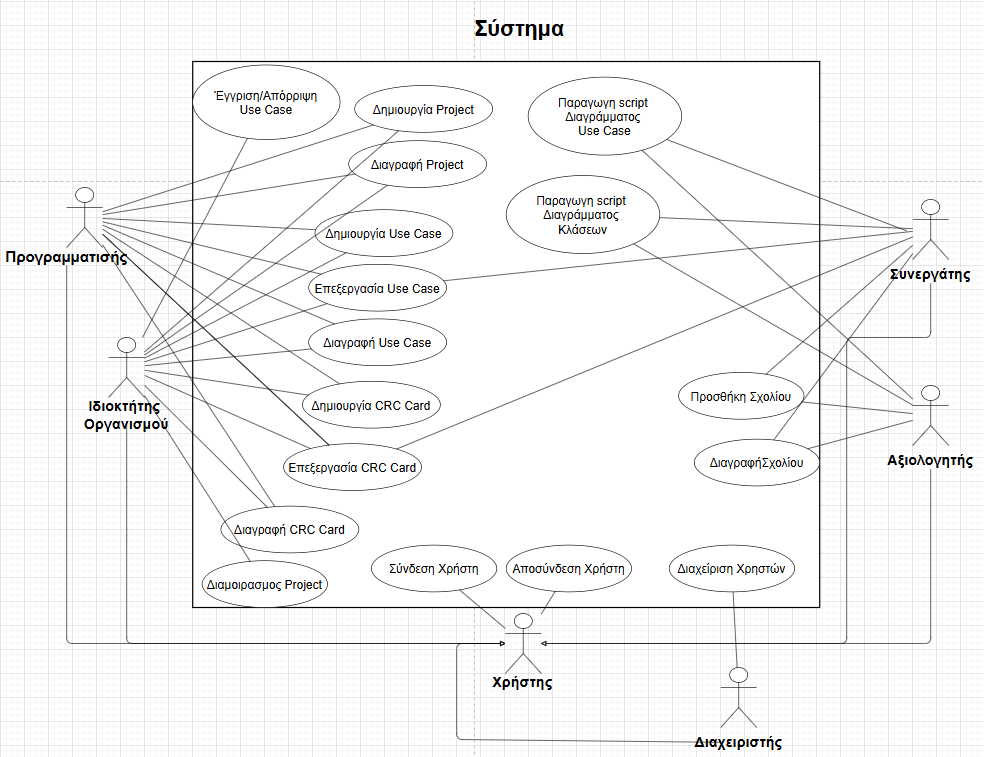 Σύστημα
Έγγριση/Απόρριψη
Use Case
Δημιουργία Project
Παραγωγη script
Διαγράμματος
Use Case
Διαγραφή Project
Παραγωγη script
Διαγράμματος
Κλάσεων
Προγραμματισής
Δημιουργία Use Case
Συνεργάτης
Επεξεργασία Use Case
Διαγραφή Use Case
Ιδιοκτήτης
Οργανισμού
Δημιουργία CRC Card
Προσθήκη Σχολίου
Επεξεργασία CRC Card
ΔιαγραφήΣχολίου
Αξιολογητής
Διαγραφή CRC Card
Διαμοιρασμος Project
Σύνδεση Χρήστη
Αποσύνδεση Χρήστη
Διαχείριση Χρηστών
Χρήστης
Διαχειριστής